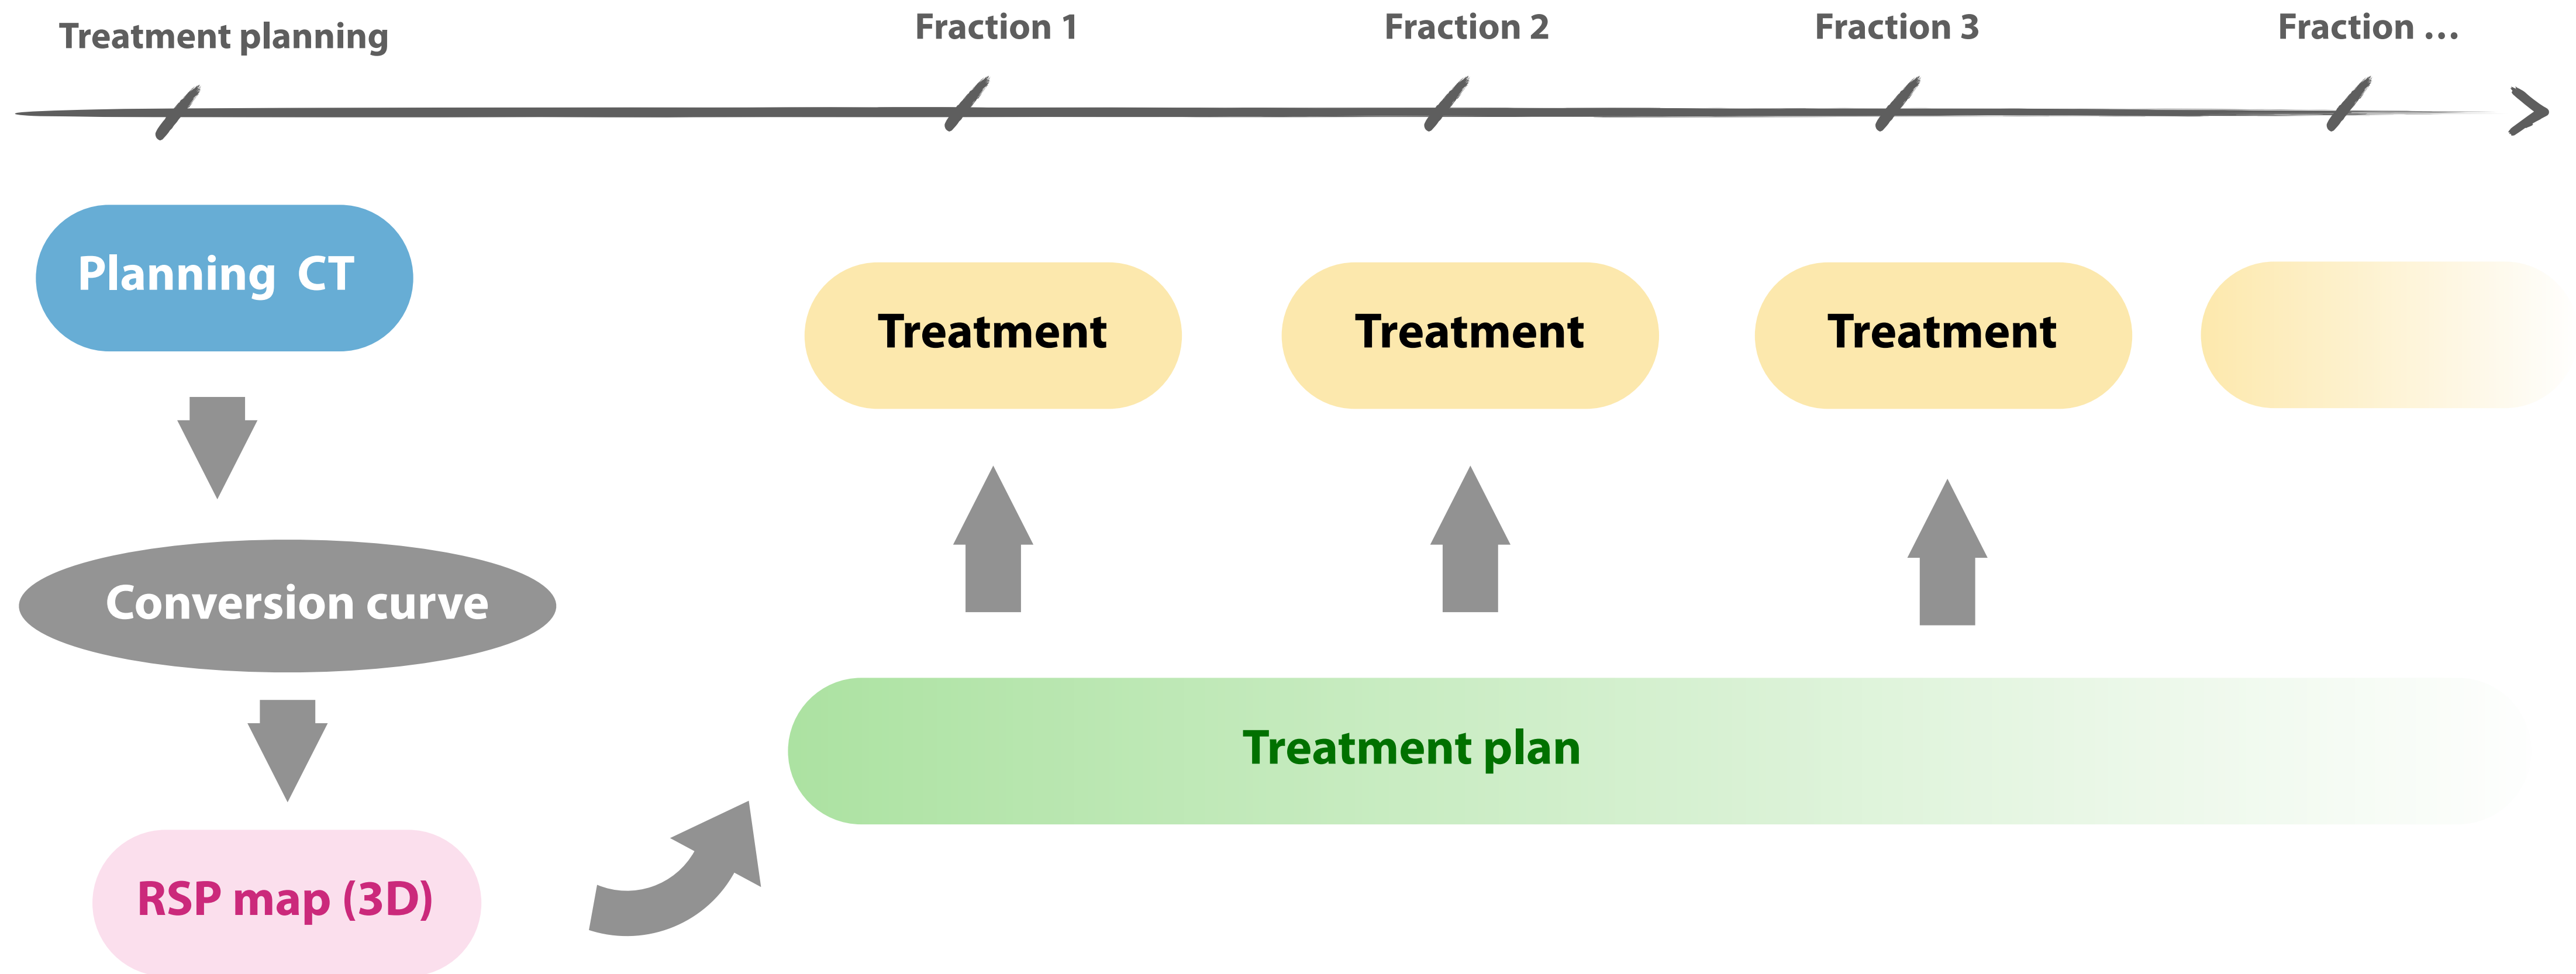 Treatment planning
Fraction 1
Fraction 2
Fraction 3
Fraction ...
Planning CT
Treatment
Treatment
Treatment
Conversion curve
Treatment plan
RSP map (3D)